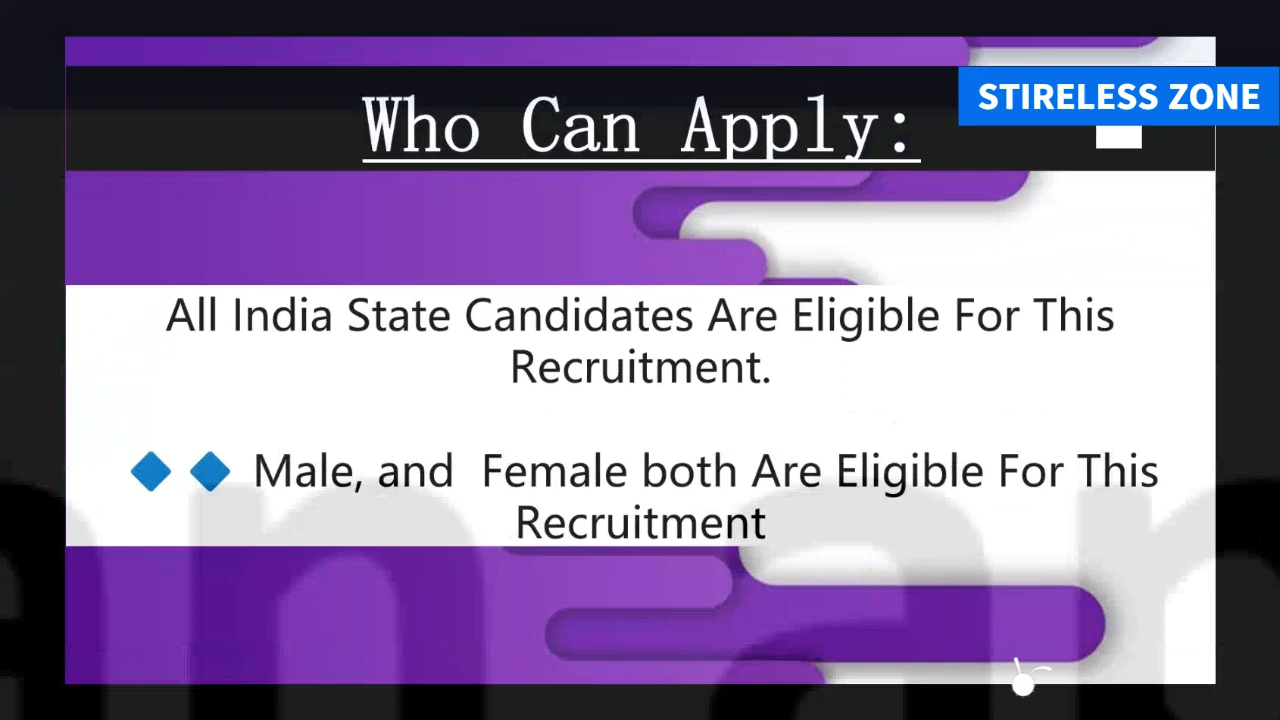 STIRELESS ZONE
Who Can Apply:
All India State Candidates Are Eligible For This
Recruitment.
Male, and Female both Are Eligible For This
Recruitment